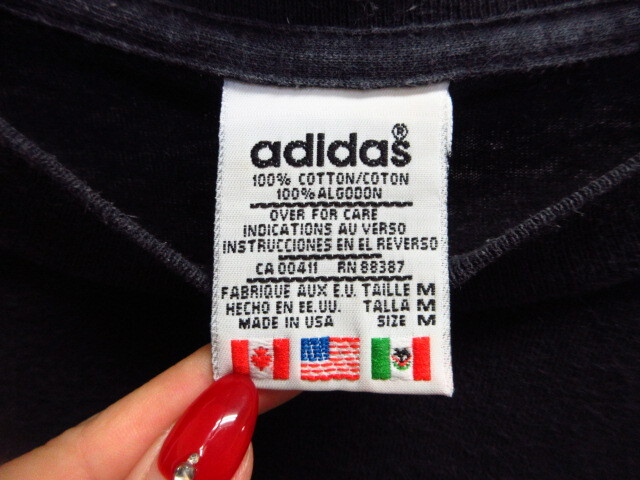 adidas®
100% COTTON/COTON
100% ALGODON
OVER FOR CARE
INDICATIONS AU VERSO
INSTRUCCIONES EN EL REVERSO
CA 00411 RN 88387
FABRIQUE AUX E.U. TAILLE M
HECHO EN EE.UU. TALLA M
MADE IN USA SIZE M